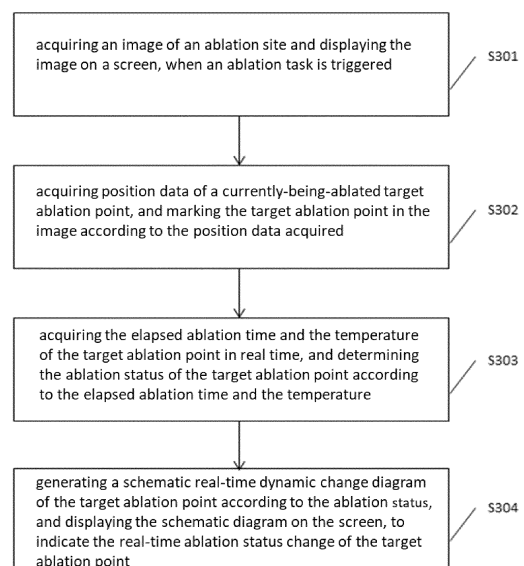 acquiring an image of an ablation site and displaying the
image on a screen, when an ablation task is triggered
S301
acquiring position data of a currently-being-ablated target
ablation point, and marking the target ablation point in the
image according to the position data acquired
S302
acquiring the elapsed ablation time and the temperature
of the target ablation point in real time, and determining
the ablation status of the target ablation point according
to the elapsed ablation time and the temperature
S303
generating a schematic real-time dynamic change diagram
of the target ablation point according to the ablation status,
and displaying the schematic diagram on the screen, to
indicate the real-time ablation status change of the target
ablation point
S304